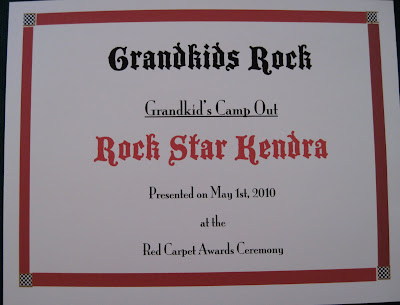 Grandkids Rock
Grandkid's Camp Out
Rock Star Kendra
Presented on May 1st, 2010
at the
Red Carpet Awards Ceremony